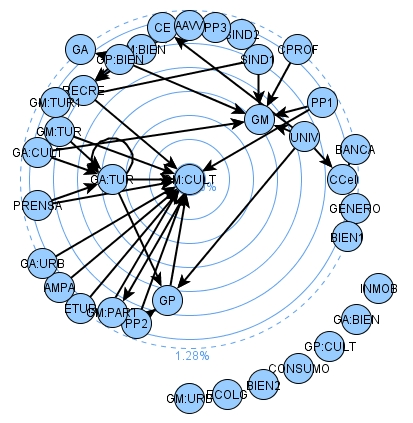 CE
AAVV
PP3
SIND2
GA
GM:BIEN
GP:BIEN
SIND1
CPROF
RECRE
GM:TUR1
PP1
GM
GM:TUR
UNIV
GA:CULT
BANCA
GA:TUR
GM:CULT
CCel
PRENSA
GENERO
BIEN1
GA:URB
AMPA
INMOB
GP
ETUR
GM:PART
PP2
GA:BIEN
GP:CULT
1.28%
CONSUMO
BIEN2
ECOLG
GM:URB